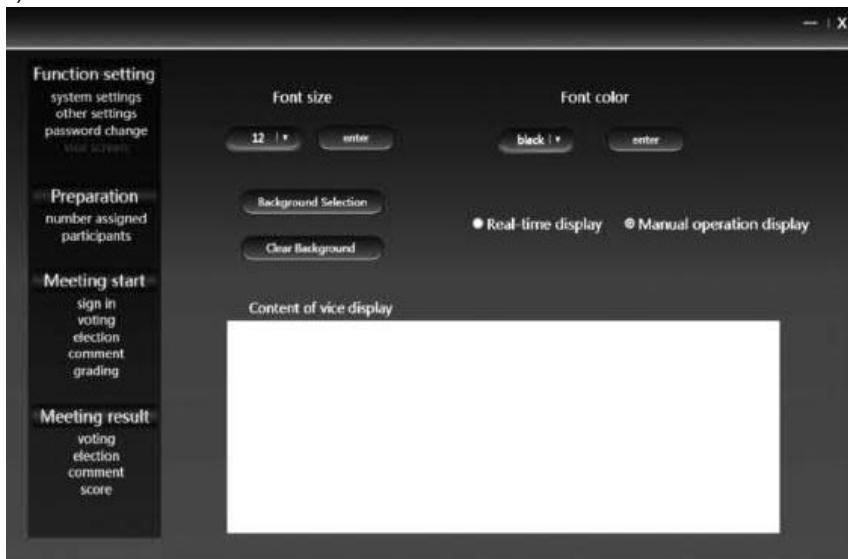 — | X
Function setting
system settings
other settings
password change
vice screen
Preparation
number assigned
participants
Meeting start
sign in
voting
election
comment
grading
Meeting result
voting
election
comment
score
Font size
12
enter
Font color
black
enter
Background Selection
Clear Background
Real-time display
Manual operation display
Content of vice display